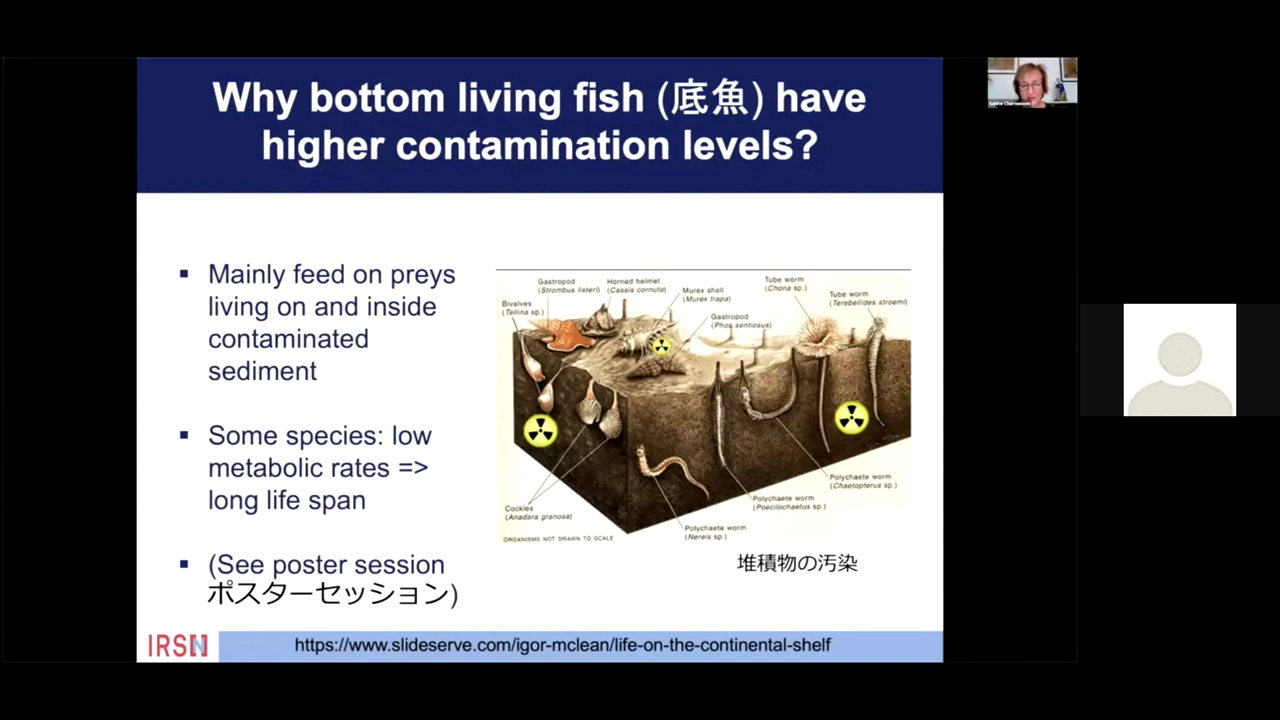 Why bottom living fish (底魚) have
higher contamination levels?
▪ Mainly feed on preys
living on and inside
contaminated
sediment
▪ Some species: low
metabolic rates =>
long life span
▪ (See poster session
ポスターセッション)
Gastropod
(Strombus listeri)
Horned helmet
(Cassis cornuta)
Murex shell
(Murex trapa)
Tube worm
(Chona sp.)
Tube worm
(Terebellides stroemi)
Bivalves
(Tellina sp.)
Gastropod
(Phos sentiosus)
Polychaete worm
(Chaetopterus sp.)
Polychaete worm
(Poecilochaetus sp.)
Cockles
(Anadara granosa)
Polychaete worm
(Nereis sp.)
ORGANISMS NOT DRAWN TO SCALE
堆積物の汚染
IRSN
https://www.slideserve.com/igor-mclean/life-on-the-continental-shelf